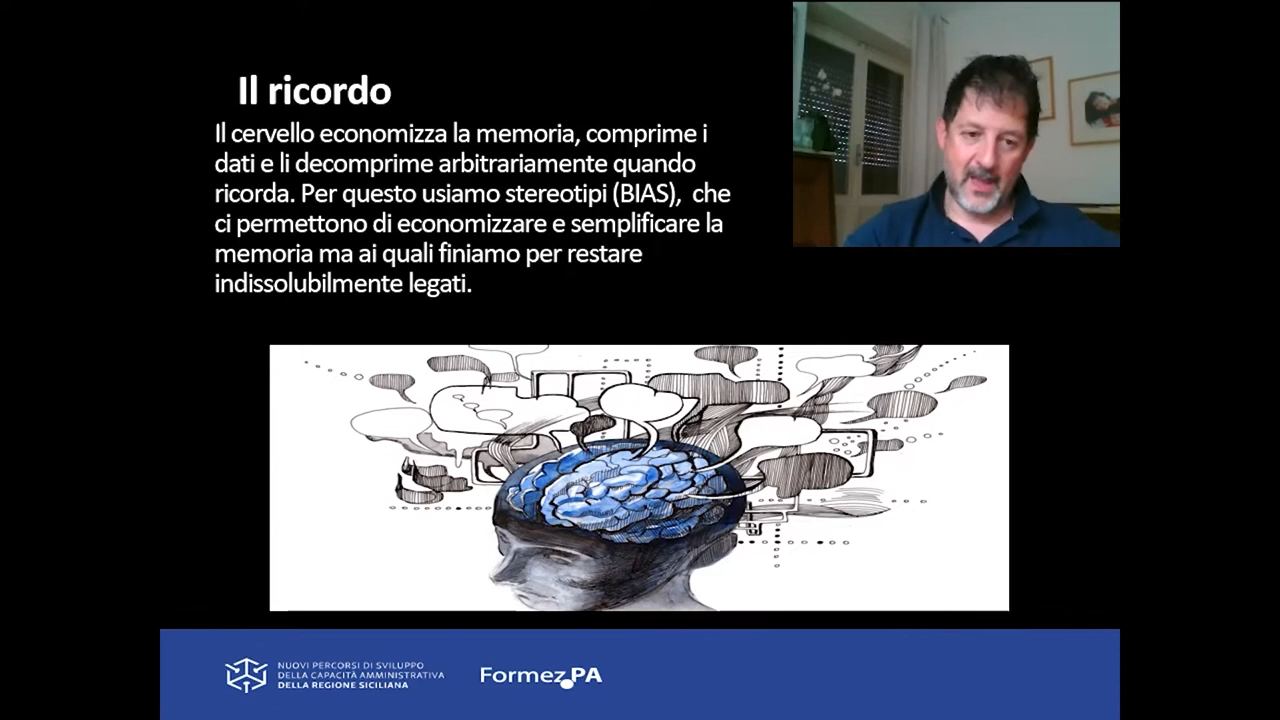 Il ricordo
Il cervello economizza la memoria, comprime i
dati e li decomprime arbitrariamente quando
ricorda. Per questo usiamo stereotipi (BIAS),  che
ci permettono di economizzare e semplificare la
memoria ma ai quali finiamo per restare
indissolubilmente legati.
NUOVI PERCORSI DI SVILUPPO
DELLA CAPACITÀ AMMINISTRATIVA
DELLA REGIONE SICILIANA
Formez.PA